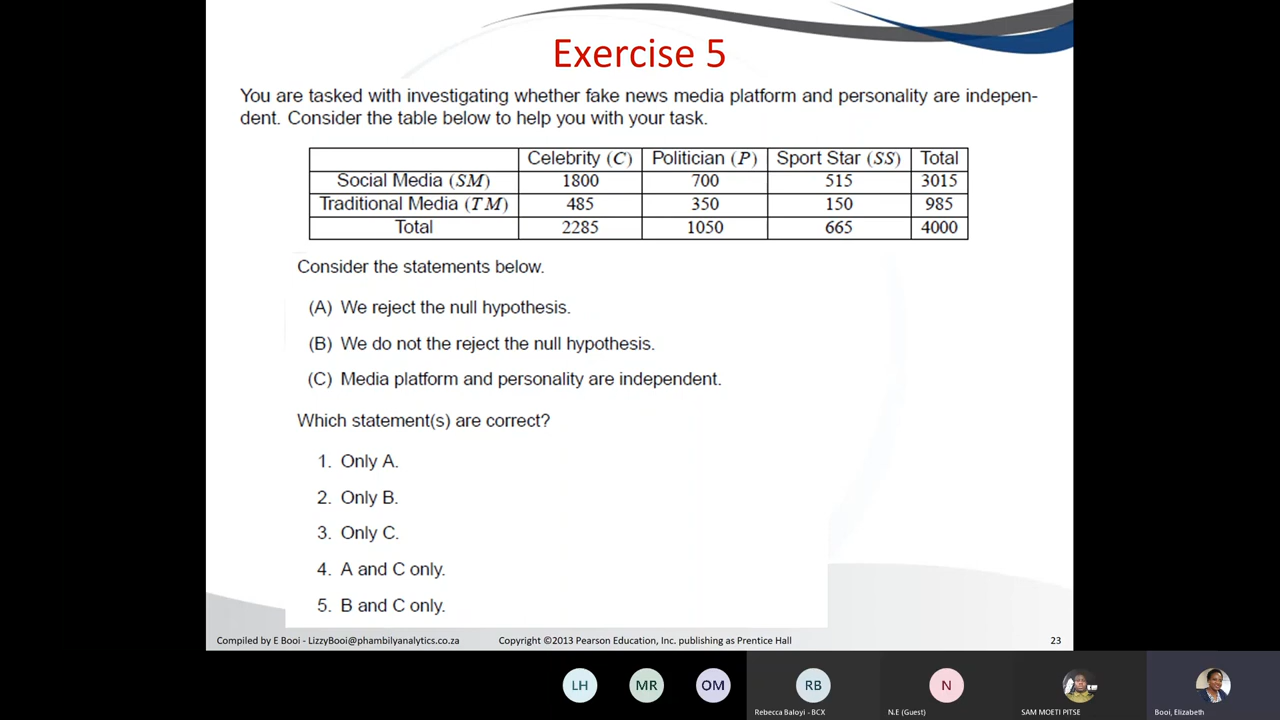 Exercise 5
You are tasked with investigating whether fake news media platform and personality are indepen-
dent. Consider the table below to help you with your task.
Celebrity (C) Politician (P) Sport Star (SS) Total
Social Media (SM) 1800 700 515 3015
Traditional Media (TM) 485 350 150 985
Total 2285 1050 665 4000
Consider the statements below.
(A) We reject the null hypothesis.
(B) We do not the reject the null hypothesis.
(C) Media platform and personality are independent.
Which statement(s) are correct?
1. Only A.
2. Only B.
3. Only C.
4. A and C only.
5. B and C only.
Compiled by E Booi - LizzyBooi@phambilyanalytics.co.za Copyright ©2013 Pearson Education, Inc. publishing as Prentice Hall 23
LH MR OM RB N
Rebecca Baloyi - BCX N.E (Guest) SAM MOETI PITSE Booi, Elizabeth